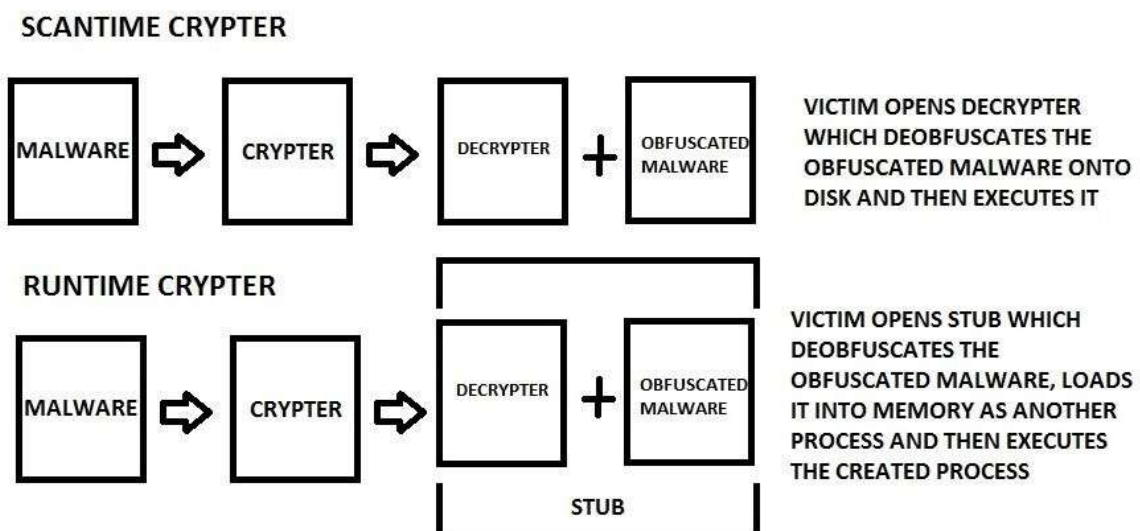 SCANTIME CRYPTER
MALWARE
CRYPTER
DECRYPTER
OBFUSCATED
MALWARE
VICTIM OPENS DECRYPTER
WHICH DEOBFUSCATES THE
OBFUSCATED MALWARE ONTO
DISK AND THEN EXECUTES IT
RUNTIME CRYPTER
MALWARE
CRYPTER
DECRYPTER
OBFUSCATED
MALWARE
STUB
VICTIM OPENS STUB WHICH
DEOBFUSCATES THE
OBFUSCATED MALWARE, LOADS
IT INTO MEMORY AS ANOTHER
PROCESS AND THEN EXECUTES
THE CREATED PROCESS